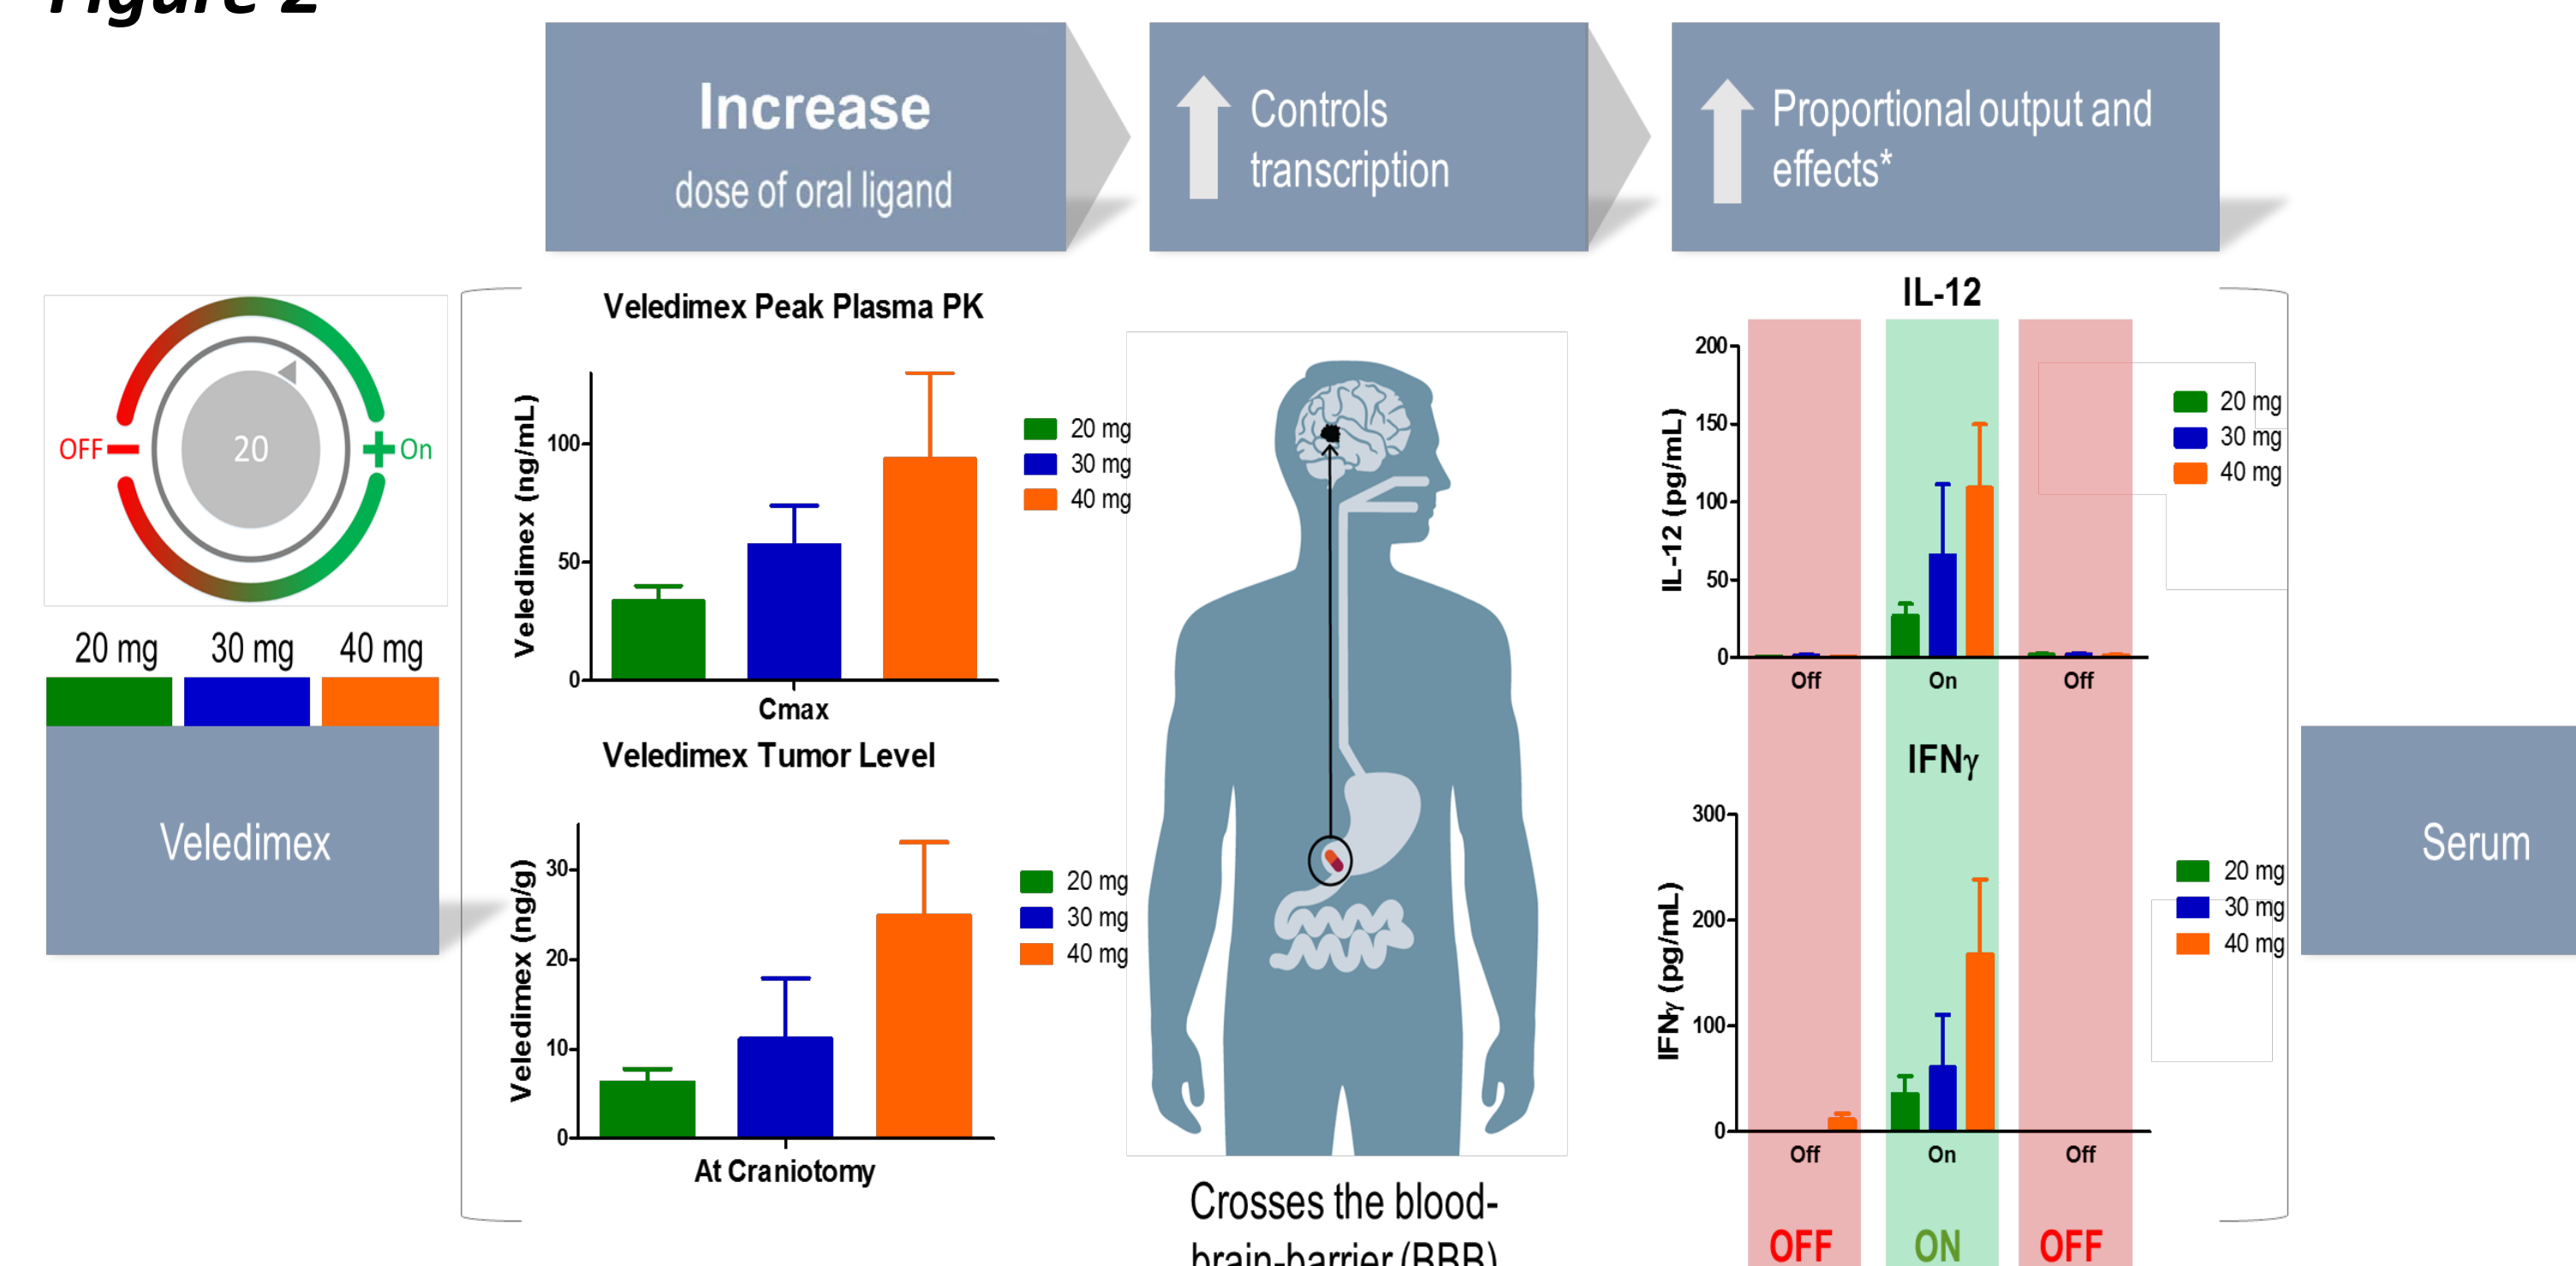 Figure 2
Increase
dose of oral ligand
Controls
transcription
Proportional output and
effects*
OFF
20
On
20 mg 30 mg 40 mg
Veledimex
Veledimex Peak Plasma PK
Veledimex (ng/mL)
100
50
0
Cmax
20 mg
30 mg
40 mg
Veledimex Tumor Level
Veledimex (ng/g)
30
20
10
0
At Craniotomy
20 mg
30 mg
40 mg
Crosses the blood-
brain-barrier (BBB)
IL-12
IL-12 (pg/mL)
200
150
100
50
0
Off On Off
20 mg
30 mg
40 mg
IFNγ
IFNγ (pg/mL)
300
200
100
0
Off On Off
20 mg
30 mg
40 mg
OFF ON OFF
Serum